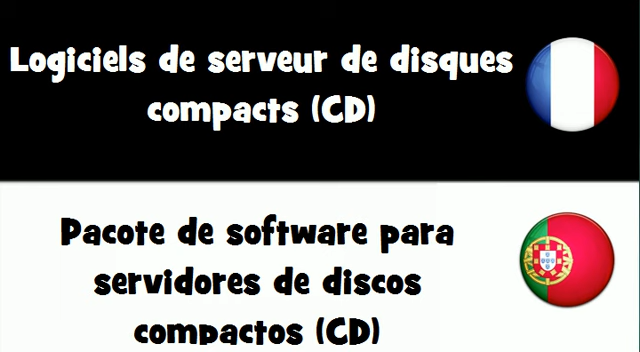 Logiciels de serveur de disques
compacts (CD)
Pacote de software para
servidores de discos
compactos (CD)